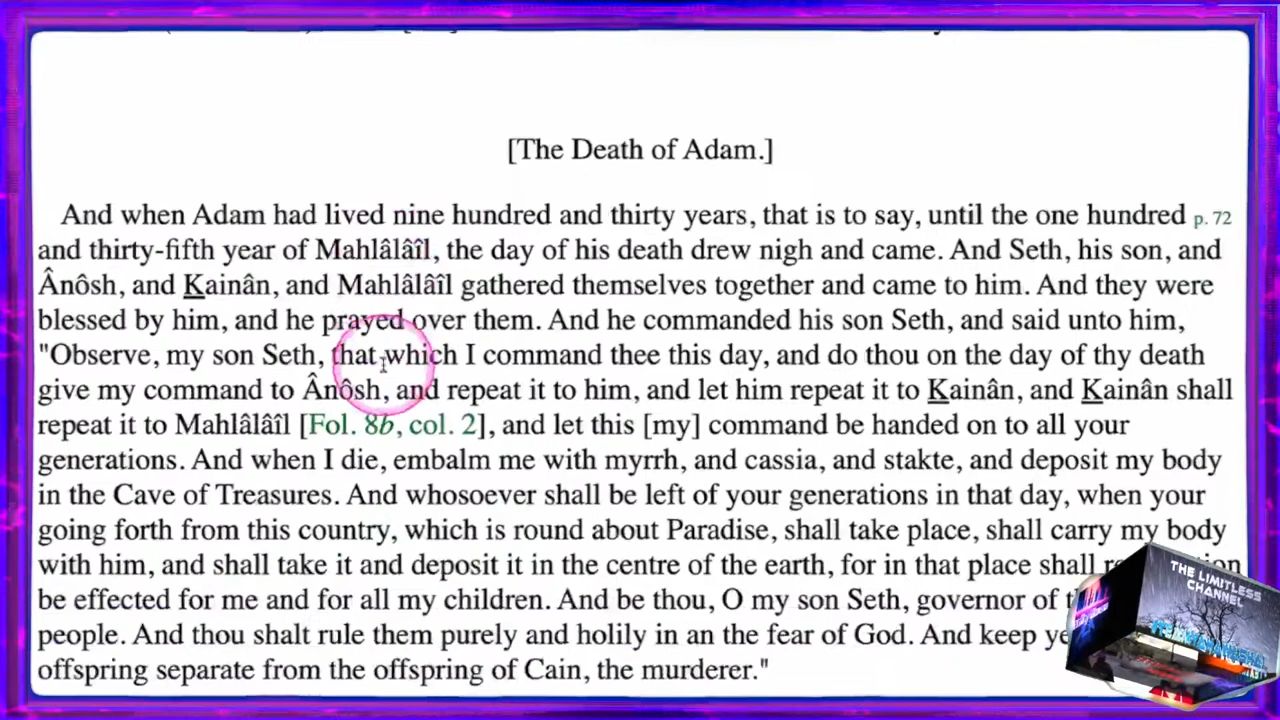 [The Death of Adam.]
And when Adam had lived nine hundred and thirty years, that is to say, until the one hundred p. 72
and thirty-fifth year of Mahlâlâîl, the day of his death drew nigh and came. And Seth, his son, and
Ânôsh, and Kainân, and Mahlâlâîl gathered themselves together and came to him. And they were
blessed by him, and he prayed over them. And he commanded his son Seth, and said unto him,
"Observe, my son Seth, that which I command thee this day, and do thou on the day of thy death
give my command to Ânôsh, and repeat it to him, and let him repeat it to Kainân, and Kainân shall
repeat it to Mahlâlâîl [Fol. 8b, col. 2], and let this [my] command be handed on to all your
generations. And when I die, embalm me with myrrh, and cassia, and stakte, and deposit my body
in the Cave of Treasures. And whosoever shall be left of your generations in that day, when your
going forth from this country, which is round about Paradise, shall take place, shall carry my body
with him, and shall take it and deposit it in the centre of the earth, for in that place shall
be effected for me and for all my children. And be thou, O my son Seth, governor of
people. And thou shalt rule them purely and holily in an the fear of God. And keep
offspring separate from the offspring of Cain, the murderer."
THE LIMITLESS
CHANNEL